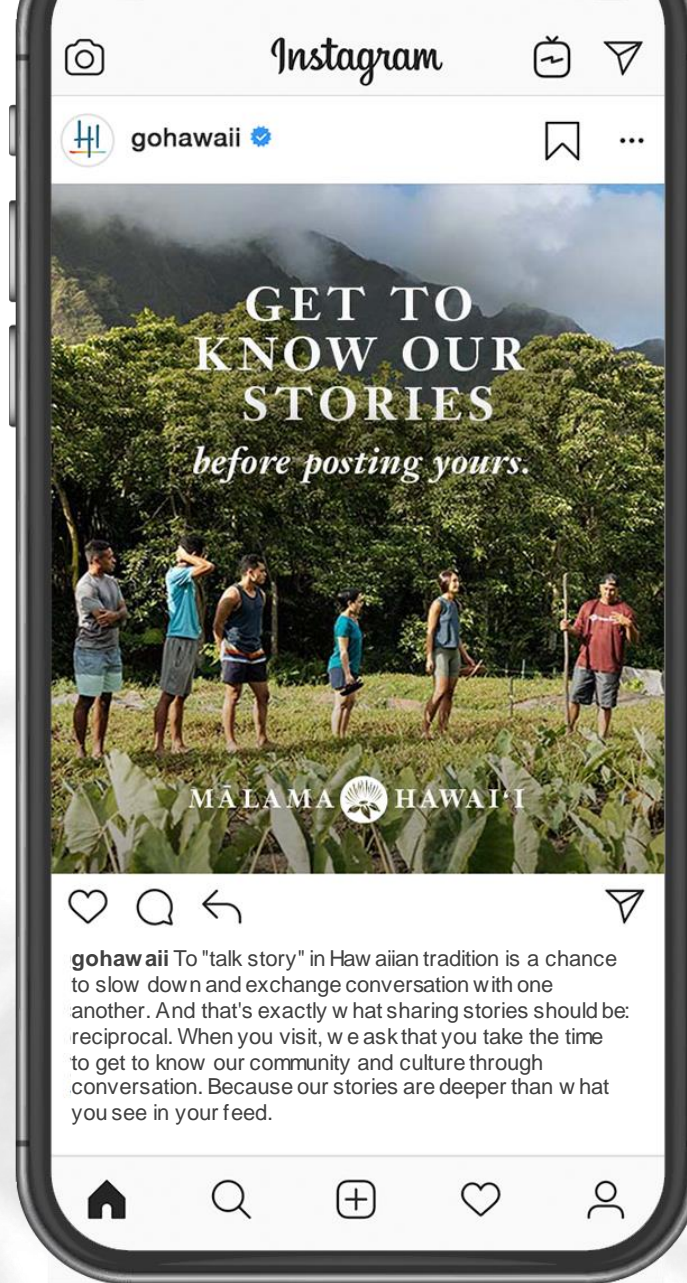 Instagram
gohawaii
GET TO
KNOW OUR
STORIES
before posting yours.
MĀLAMA HAWAIʻI
gohawaii To "talk story" in Hawaiian tradition is a chance
to slow down and exchange conversation with one
another. And that's exactly what sharing stories should be:
reciprocal. When you visit, we ask that you take the time
to get to know our community and culture through
conversation. Because our stories are deeper than what
you see in your feed.